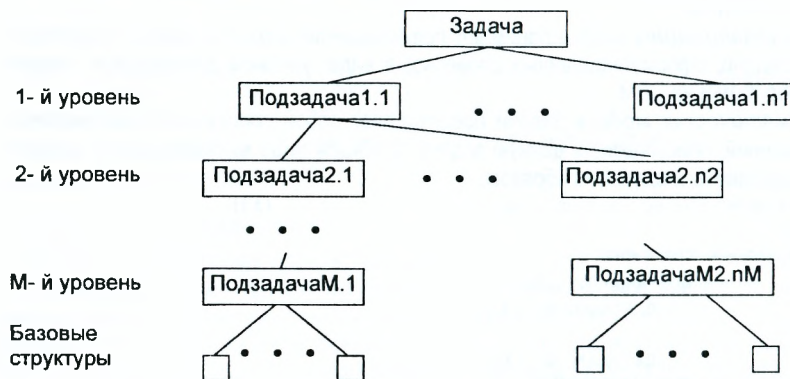 Задача
1- й уровень Подзадача1.1 • • • Подзадача1.n1
2- й уровень Подзадача2.1 • • • Подзадача2.n2
• • •
М- й уровень ПодзадачаМ.1 ПодзадачаМ2.nМ
Базовые
структуры • • • • • •